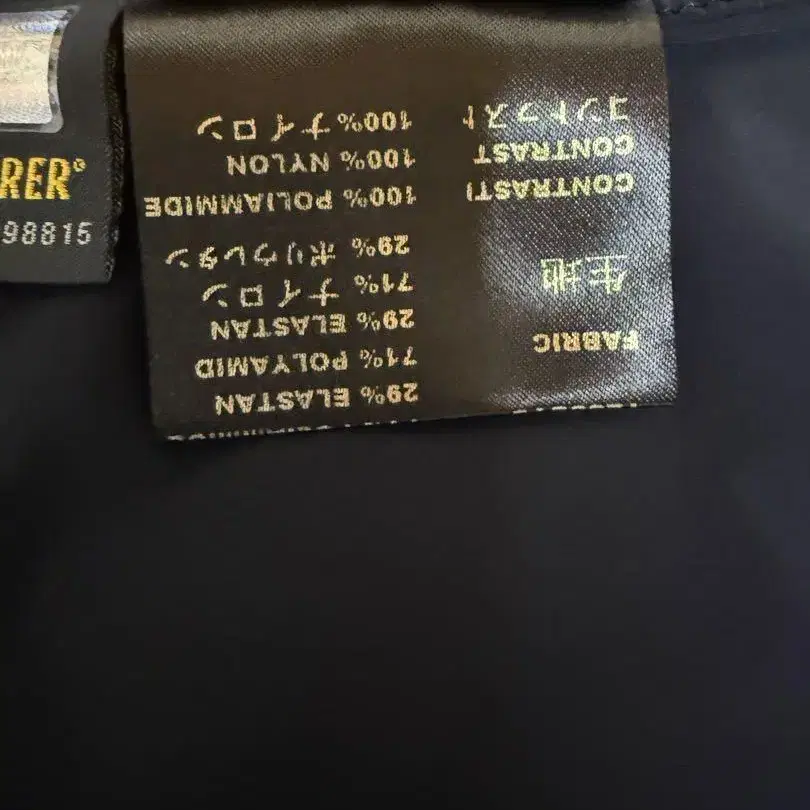 RER®
98815
29% ELASTAN
FABRIC 71% POLYAMID
29% ELASTAN
生地 71% ナイロン
29% ポリウレタン
CONTRASTI 100% POLIAMMIDE
CONTRAST 100% NYLON
コントラスト 100% ナイロン